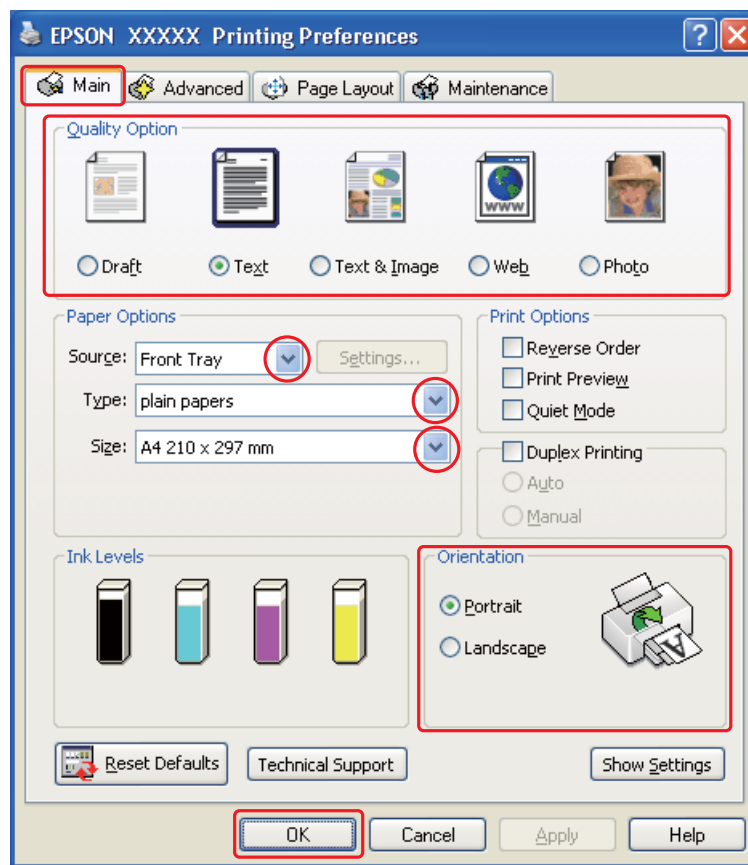 EPSON XXXXX Printing Preferences
Main Advanced Page Layout Maintenance
Quality Option
WWW
Draft Text Text & Image Web Photo
Paper Options
Source: Front Tray Settings...
Type: plain papers
Size: A4 210 x 297 mm
Print Options
Reverse Order
Print Preview
Quiet Mode
Duplex Printing
Auto
Manual
Ink Levels
Orientation
Portrait
Landscape
A
Reset Defaults Technical Support Show Settings
OK Cancel Apply Help